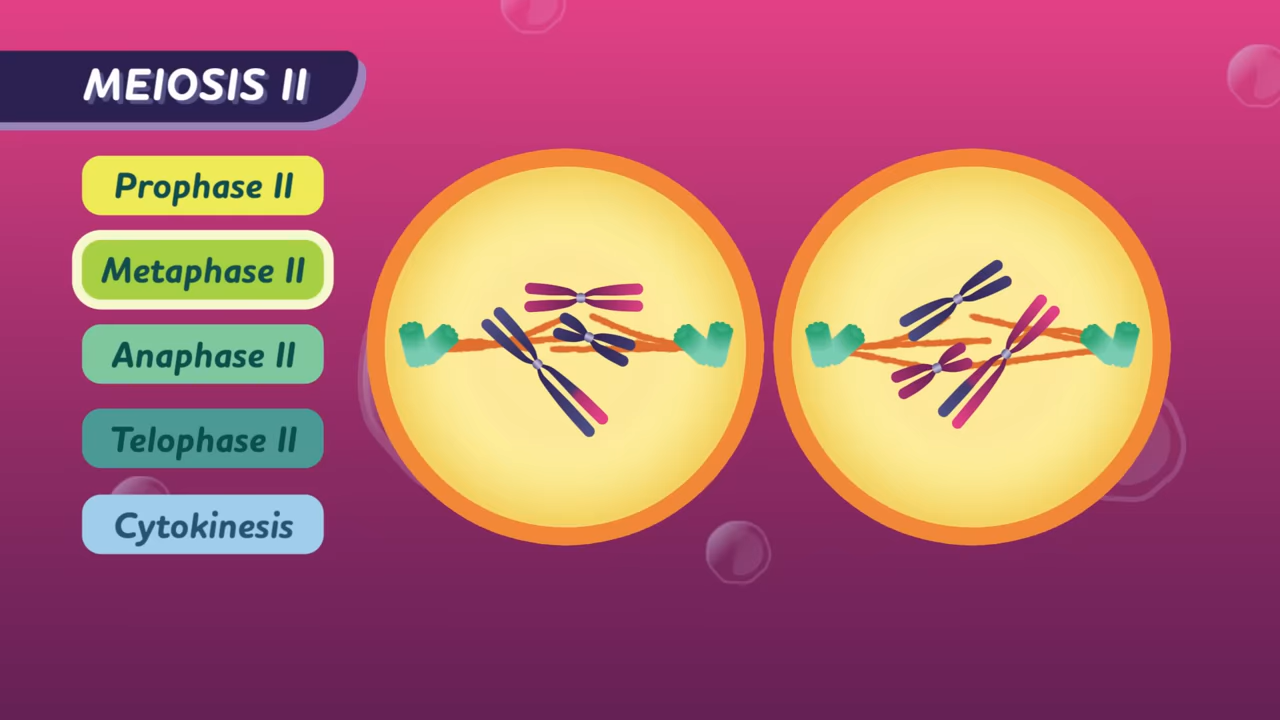 MEIOSIS II
Prophase II
Metaphase II
Anaphase II
Telophase II
Cytokinesis